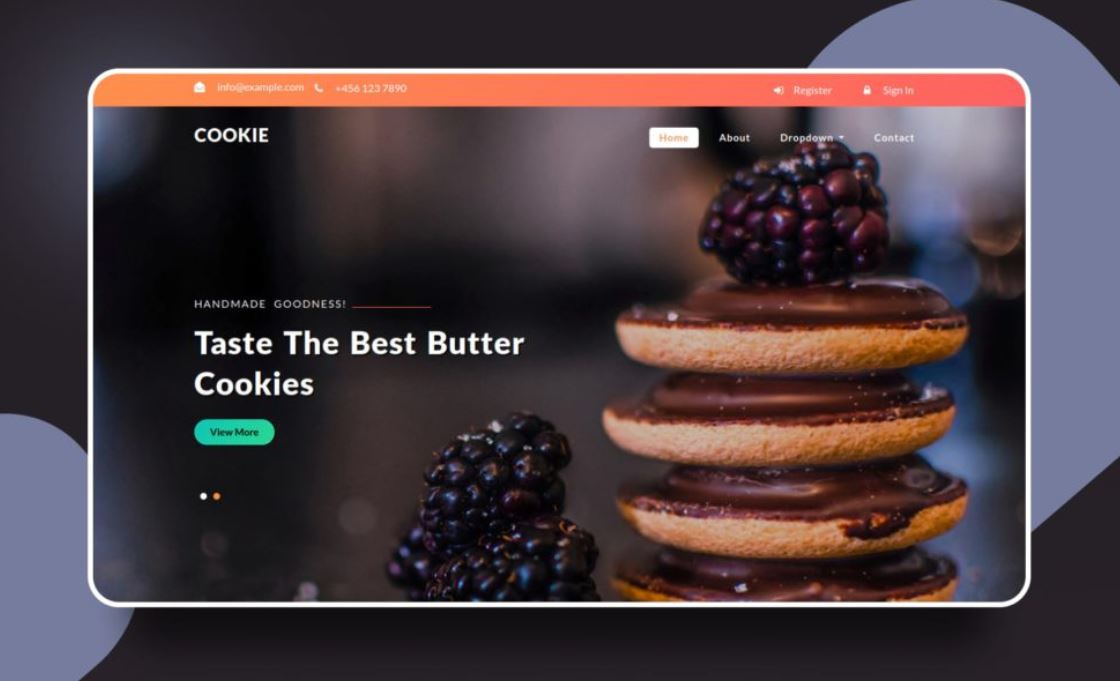 info@example.com +456 123 7890 Register Sign In
COOKIE Home About Dropdown Contact
HANDMADE GOODNESS!
Taste The Best Butter
Cookies
View More